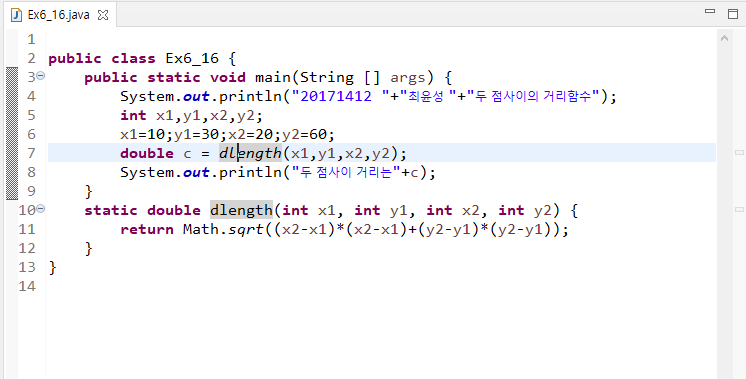 Ex6_16.java
1
2 public class Ex6_16 {
3 public static void main(String [] args) {
4 System.out.println("20171412 "+"최윤성 "+"두 점사이의 거리함수");
5 int x1,y1,x2,y2;
6 x1=10;y1=30;x2=20;y2=60;
7 double c = dlength(x1,y1,x2,y2);
8 System.out.println("두 점사이 거리는"+c);
9 }
10 static double dlength(int x1, int y1, int x2, int y2) {
11 return Math.sqrt((x2-x1)*(x2-x1)+(y2-y1)*(y2-y1));
12 }
13 }
14